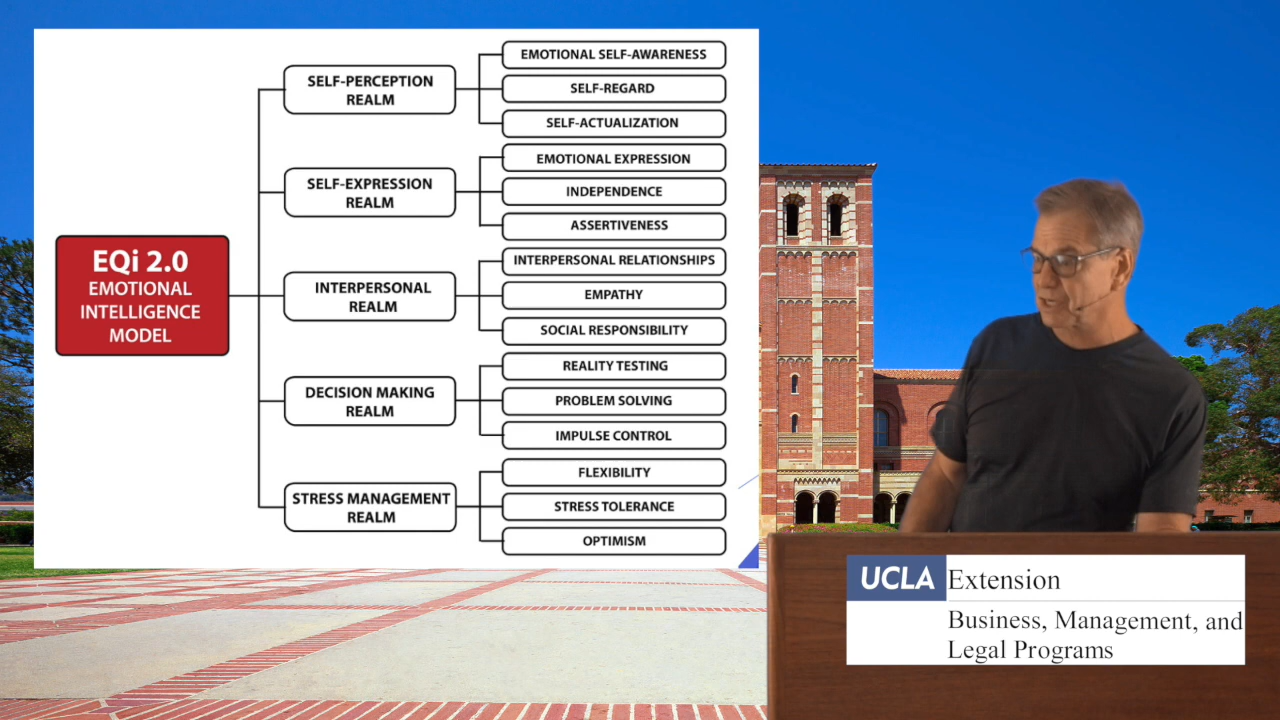 EQi 2.0
EMOTIONAL
INTELLIGENCE
MODEL
SELF-PERCEPTION
REALM
EMOTIONAL SELF-AWARENESS
SELF-REGARD
SELF-ACTUALIZATION
SELF-EXPRESSION
REALM
EMOTIONAL EXPRESSION
INDEPENDENCE
ASSERTIVENESS
INTERPERSONAL
REALM
INTERPERSONAL RELATIONSHIPS
EMPATHY
SOCIAL RESPONSIBILITY
DECISION MAKING
REALM
REALITY TESTING
PROBLEM SOLVING
IMPULSE CONTROL
STRESS MANAGEMENT
REALM
FLEXIBILITY
STRESS TOLERANCE
OPTIMISM
UCLA Extension
Business, Management, and
Legal Programs